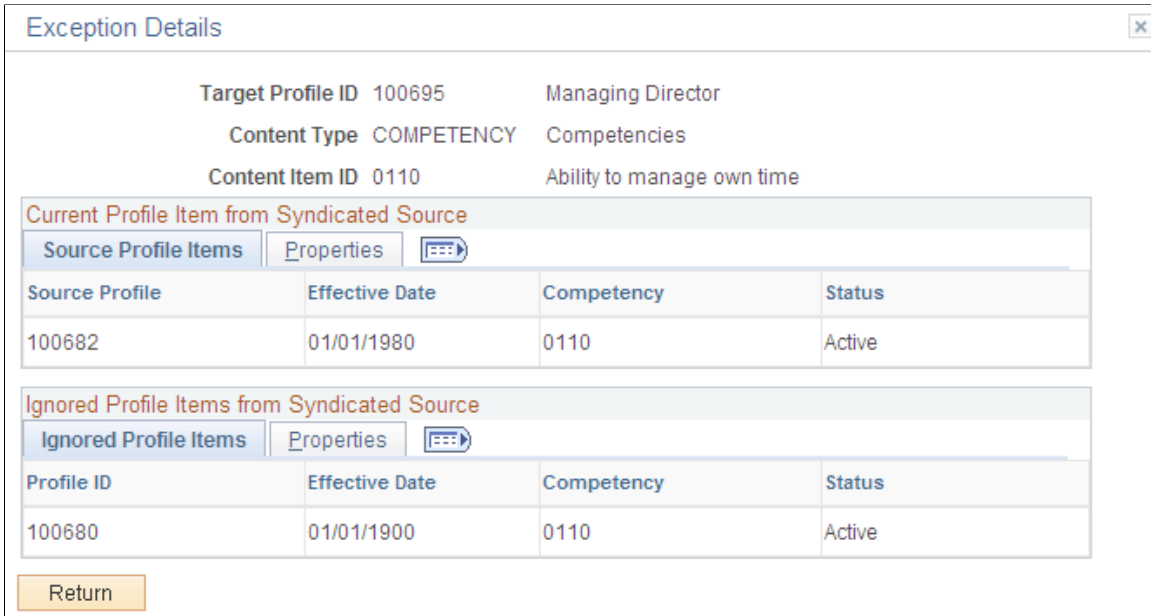 Exception Details
Target Profile ID 100695 Managing Director
Content Type COMPETENCY Competencies
Content Item ID 0110 Ability to manage own time
Current Profile Item from Syndicated Source
Source Profile Items Properties
Source Profile Effective Date Competency Status
100682 01/01/1980 0110 Active
Ignored Profile Items from Syndicated Source
Ignored Profile Items Properties
Profile ID Effective Date Competency Status
100680 01/01/1900 0110 Active
Return